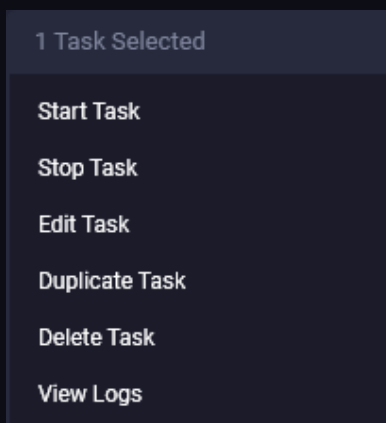 1 Task Selected
Start Task
Stop Task
Edit Task
Duplicate Task
Delete Task
View Logs